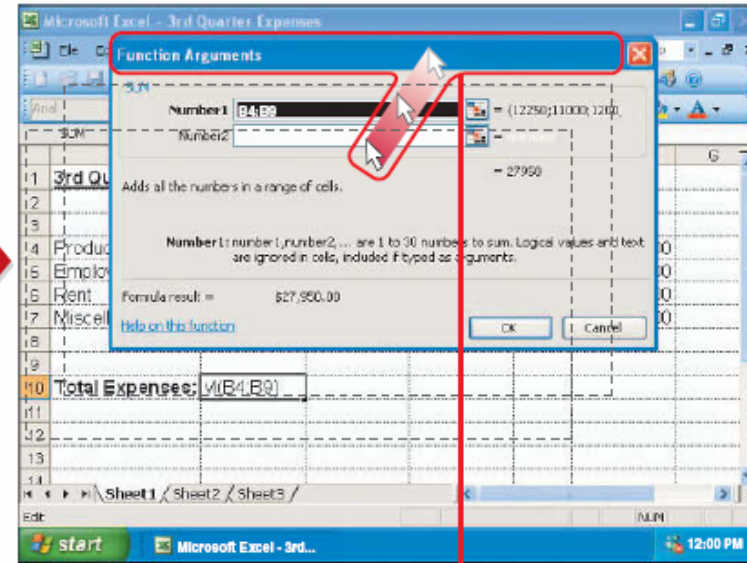 Microsoft Excel - 3rd Quarter Expenses
File
Function Arguments
Arial
SUM
Number1 B4:B9 = {12250;11000;1200
Number2 =
SUM
= 27950
G
Adds all the numbers in a range of cells.
1 3rd Qu
2
3
Number1: number1,number2,... are 1 to 30 numbers to sum. Logical values and text
are ignored in cells, included if typed as arguments.
4 Produc
5 Employ
6 Rent
Formula result = $27,950.00
7 Miscell
Help on this function OK Cancel
8
9
10 Total Expenses: M(B4:B9)
11
12
13
14
Sheet1 / Sheet2 / Sheet3 /
Edit NUM
start Microsoft Excel - 3rd... 12:00 PM